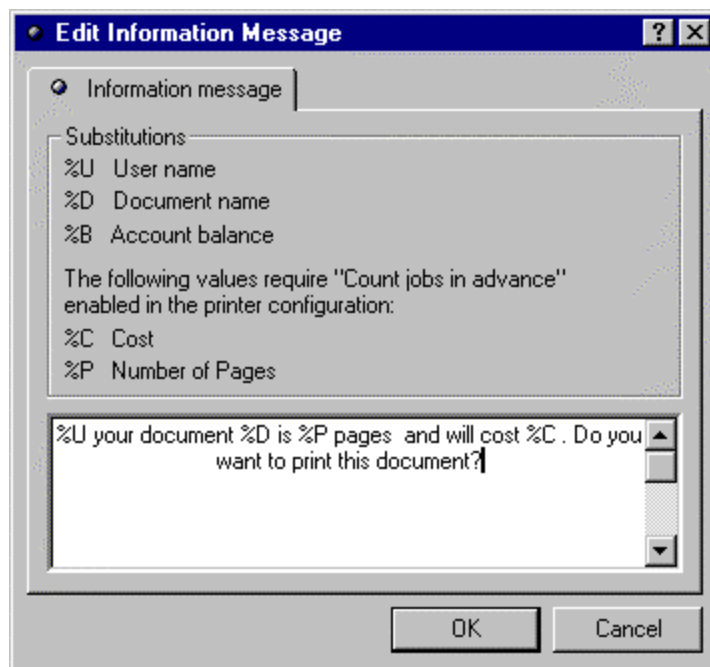 Edit Information Message
Information message
Substitutions
%U User name
%D Document name
%B Account balance
The following values require "Count jobs in advance"
enabled in the printer configuration:
%C Cost
%P Number of Pages
%U your document %D is %P pages  and will cost %C . Do you
want to print this document?
OK Cancel